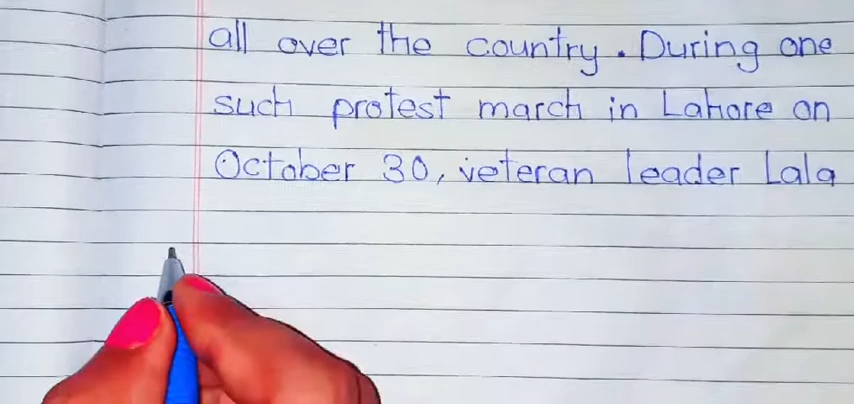 all over the country. During one
such protest march in Lahore on
October 30, veteran leader Lala